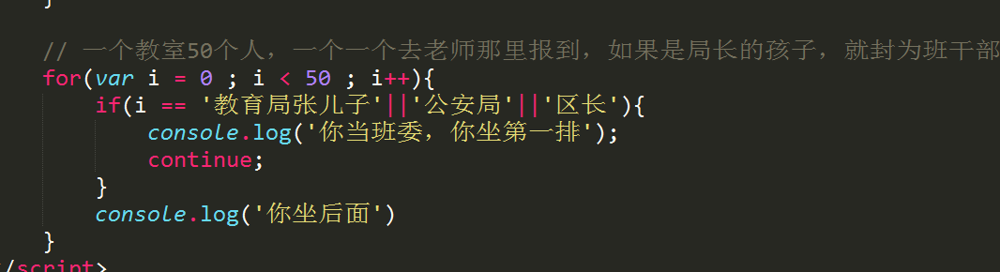 }
// 一个教室50个人，一个一个去老师那里报到，如果是局长的孩子，就封为班干部
for(var i = 0 ; i < 50 ; i++){
if(i == '教育局张儿子'||'公安局'||'区长'){
console.log('你当班委，你坐第一排');
continue;
}
console.log('你坐后面')
}
/script>